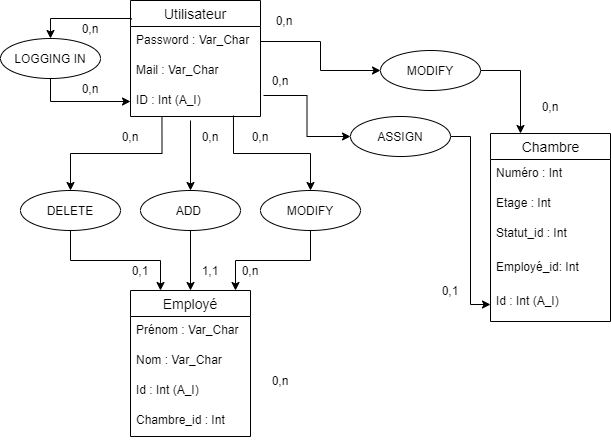 Utilisateur
0,n
0,n
Password : Var_Char
LOGGING IN
Mail : Var_Char
MODIFY
0,n
0,n
ID : Int (A_I)
0,n
0,n
0,n
0,n
ASSIGN
Chambre
Numéro : Int
DELETE
ADD
MODIFY
Etage : Int
Statut_id : Int
0,1
1,1
0,n
Employé_id: Int
0,1
Employé
Id : Int (A_I)
Prénom : Var_Char
Nom : Var_Char
0,n
Id : Int (A_I)
Chambre_id : Int